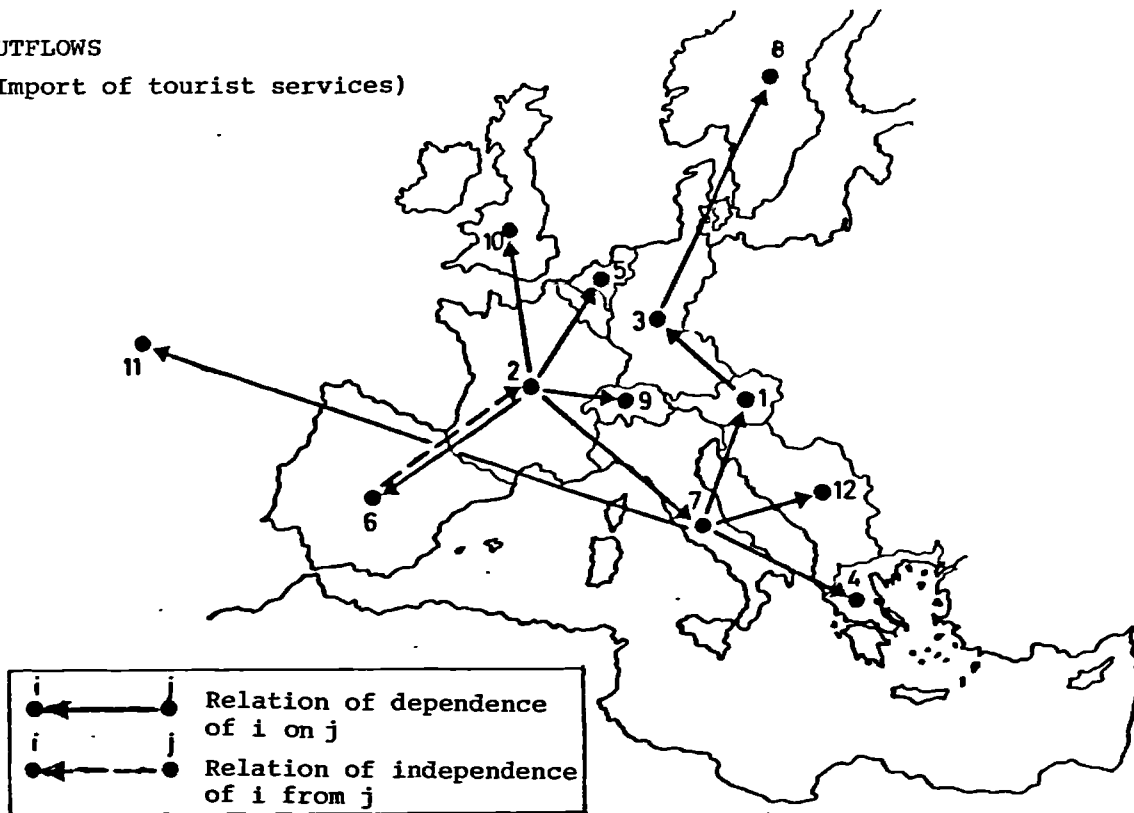 UTFLOWS
Import of tourist services)
8
10
5
3
11
2
9
1
7
12
6
4
i j Relation of dependence
of i on j
i j Relation of independence
of i from j